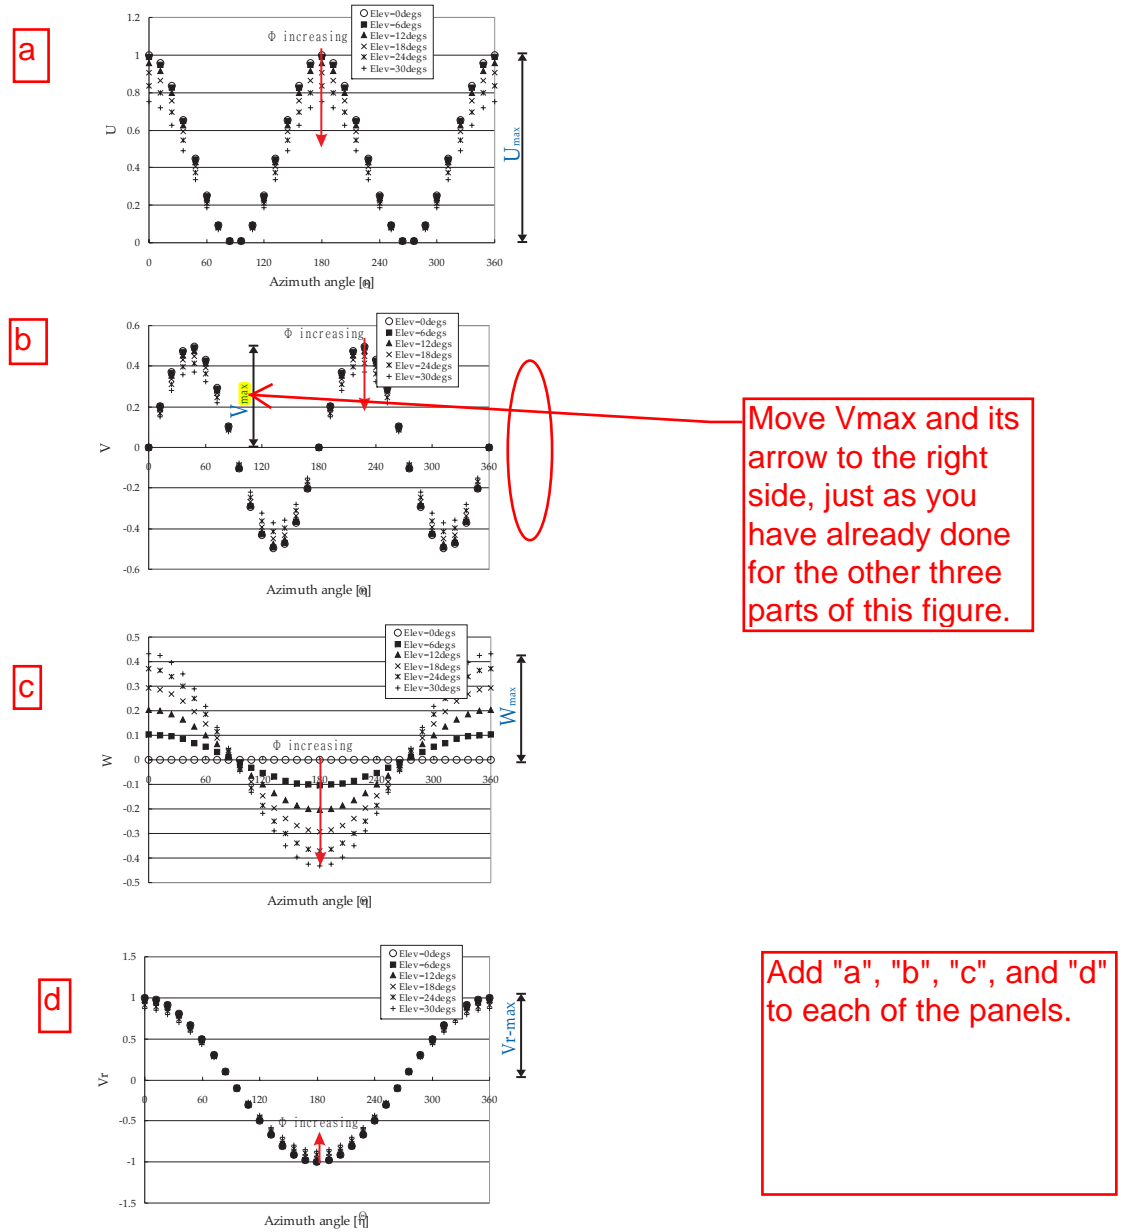 a
1.2
1
0.8
0.6
0.4
0.2
0
U
Φ increasing
Elev=0degs
Elev=6degs
Elev=12degs
Elev=18degs
Elev=24degs
Elev=30degs
Umax
0 60 120 180 240 300 360
Azimuth angle [η]
b
0.6
0.4
0.2
0
-0.2
-0.4
-0.6
V
Φ increasing
Elev=0degs
Elev=6degs
Elev=12degs
Elev=18degs
Elev=24degs
Elev=30degs
Vmax
0 60 120 180 240 300 360
Azimuth angle [η]
Move Vmax and its
arrow to the right
side, just as you
have already done
for the other three
parts of this figure.
c
0.5
0.4
0.3
0.2
0.1
0
-0.1
-0.2
-0.3
-0.4
-0.5
W
Elev=0degs
Elev=6degs
Elev=12degs
Elev=18degs
Elev=24degs
Elev=30degs
Wmax
Φ increasing
0 60 120 180 240 300 360
Azimuth angle [η]
d
1.5
1
0.5
0
-0.5
-1
-1.5
Vr
Elev=0degs
Elev=6degs
Elev=12degs
Elev=18degs
Elev=24degs
Elev=30degs
Vr-max
0 60 120 180 240 300 360
Φ increasing
Azimuth angle [η]
Add "a", "b", "c", and "d"
to each of the panels.